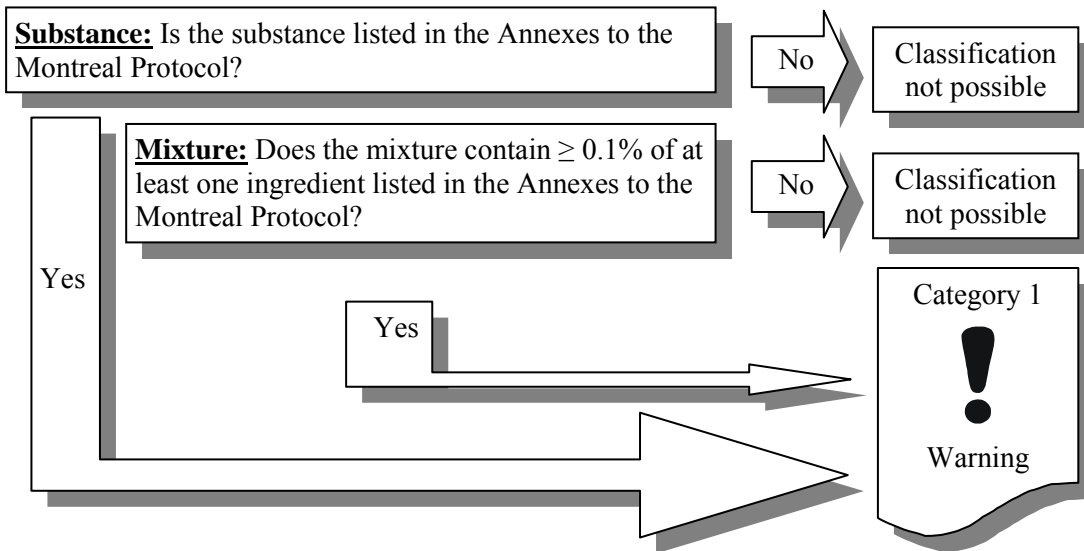 Substance: Is the substance listed in the Annexes to the
Montreal Protocol?
No
Classification
not possible
Mixture: Does the mixture contain ≥ 0.1% of at
least one ingredient listed in the Annexes to the
Montreal Protocol?
No
Classification
not possible
Yes
Yes
Category 1
!
Warning